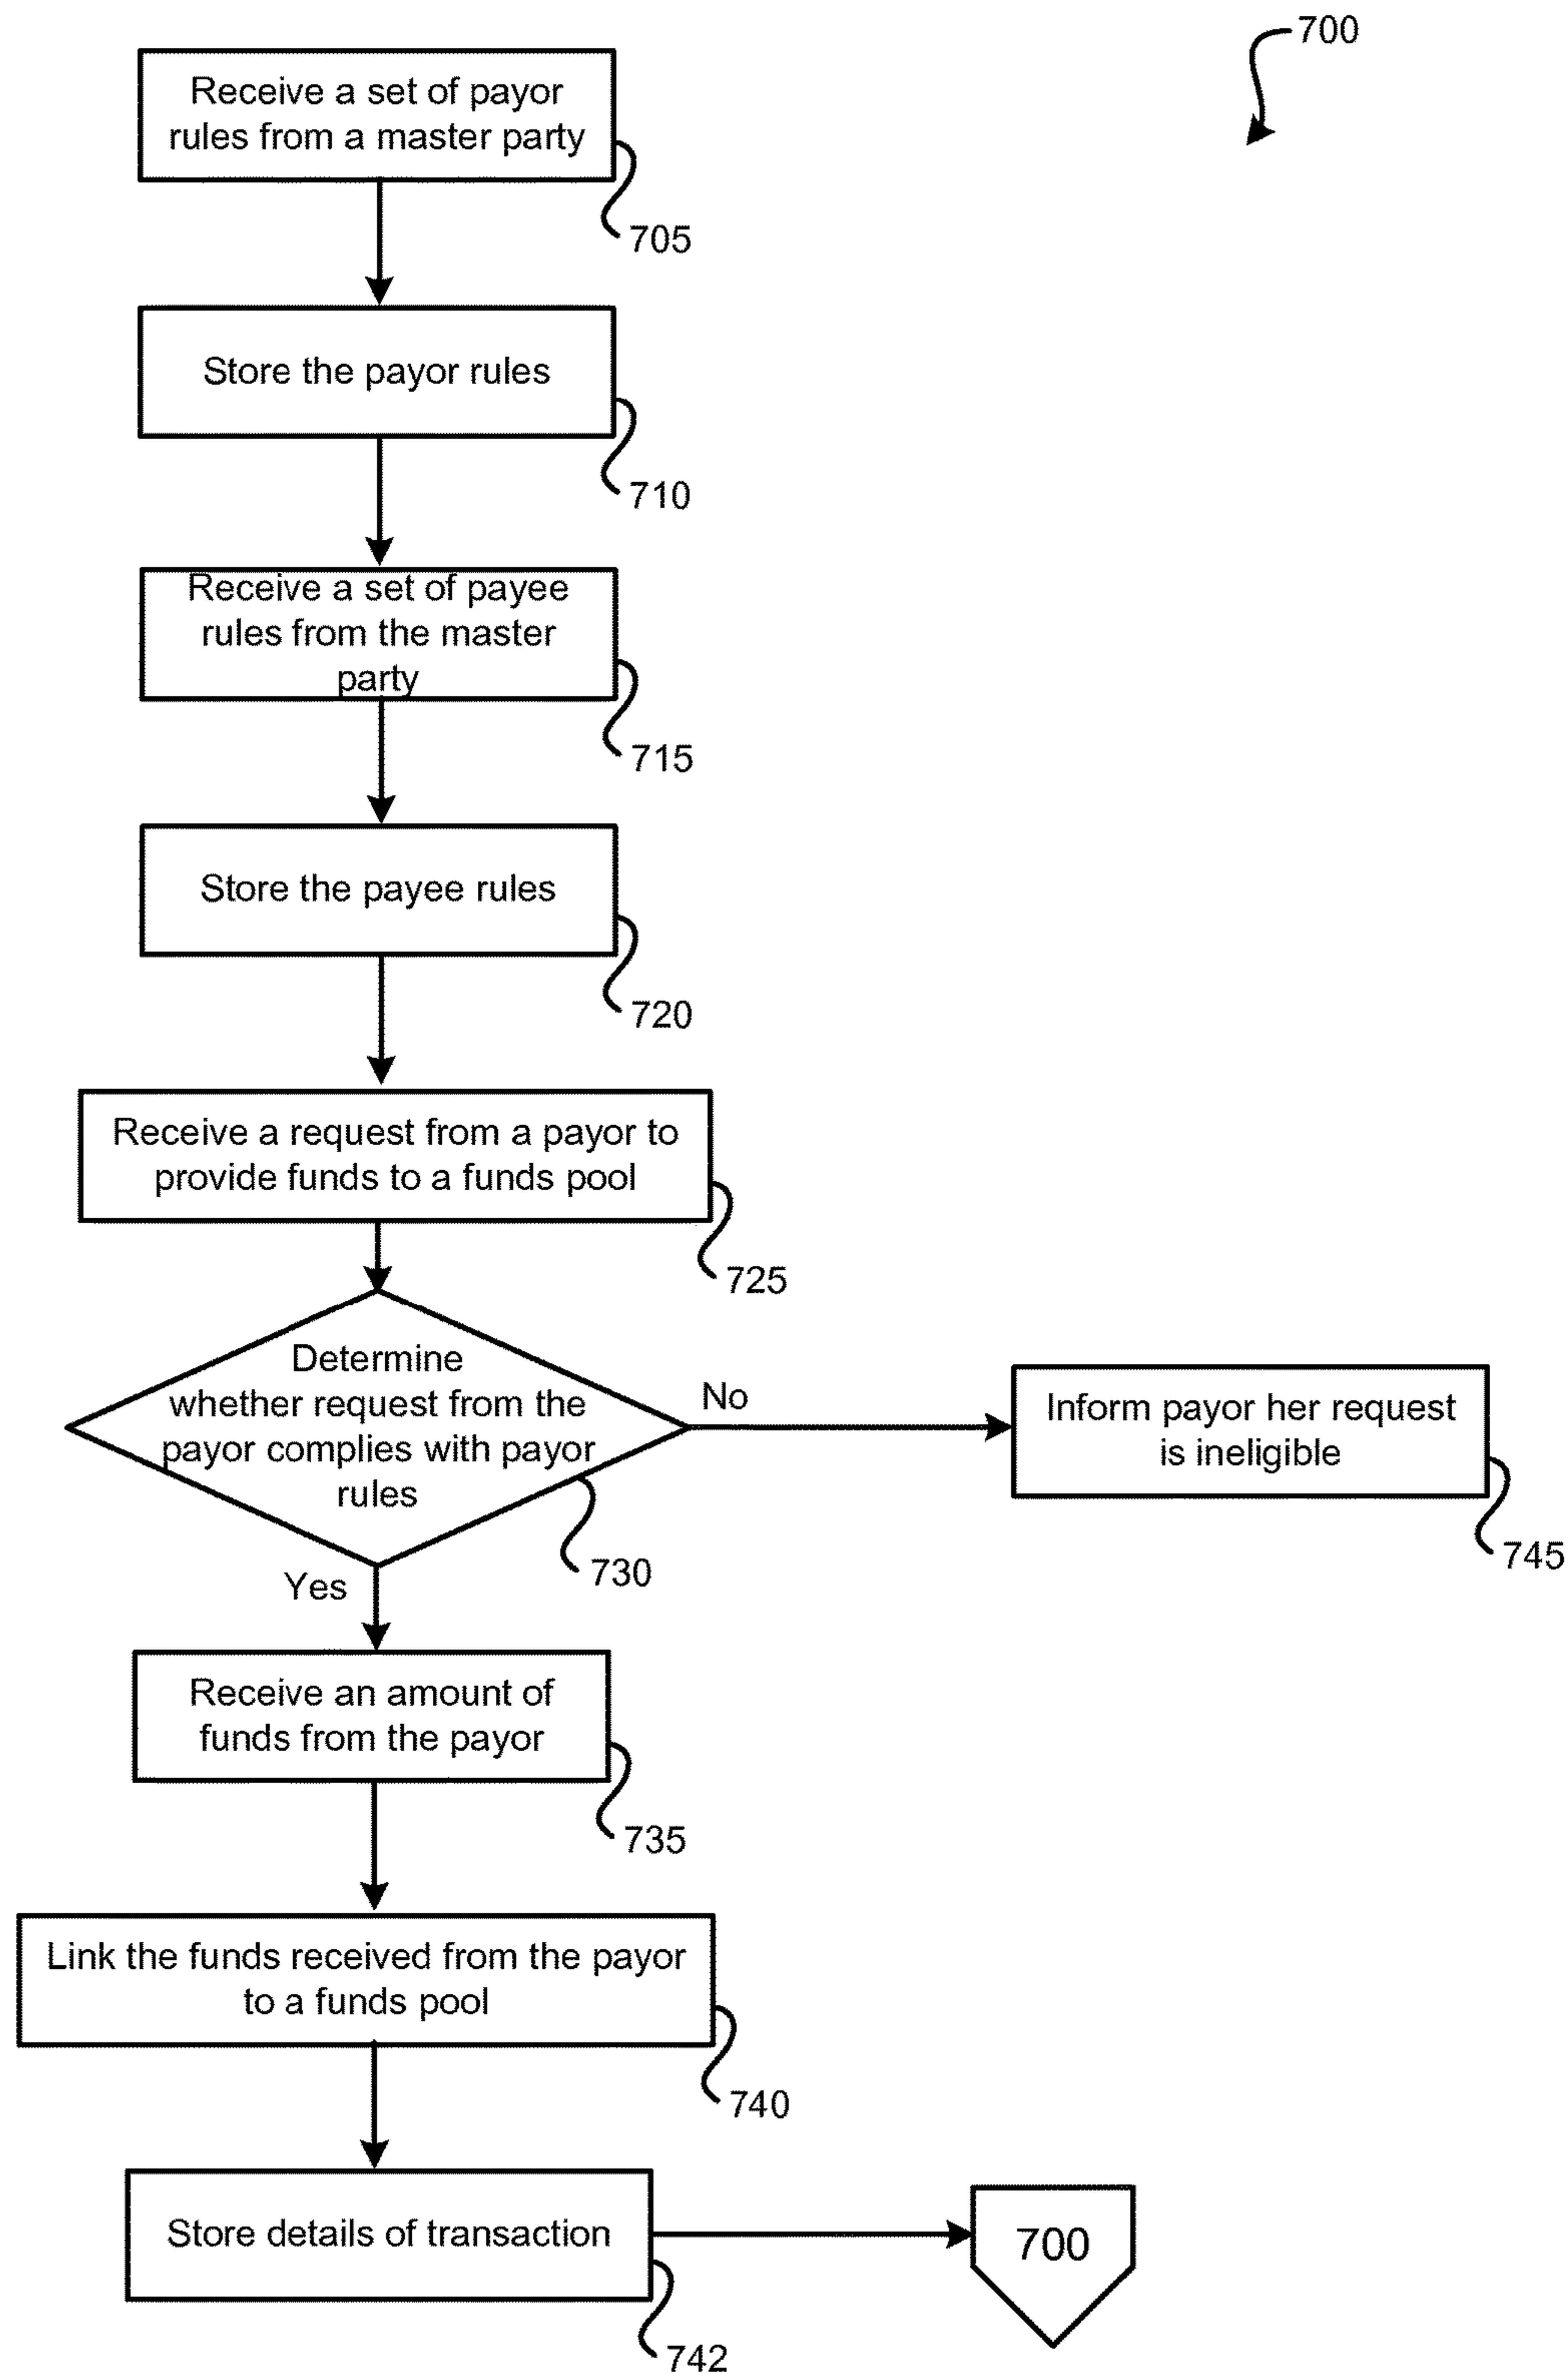 700
Receive a set of payor
rules from a master party
705
Store the payor rules
710
Receive a set of payee
rules from the master
party
715
Store the payee rules
720
Receive a request from a payor to
provide funds to a funds pool
725
Determine
whether request from the
payor complies with payor
rules
730
No
Inform payor her request
is ineligible
745
Yes
Receive an amount of
funds from the payor
735
Link the funds received from the payor
to a funds pool
740
Store details of transaction
742
700